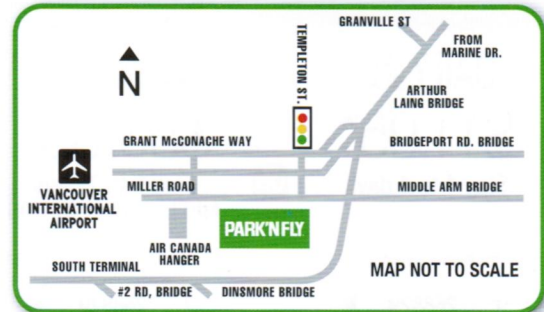 GRANVILLE ST
FROM
MARINE DR.
TEMPLETON ST.
N
ARTHUR
LAING BRIDGE
GRANT McCONACHE WAY
BRIDGEPORT RD. BRIDGE
VANCOUVER
INTERNATIONAL
AIRPORT
MILLER ROAD
MIDDLE ARM BRIDGE
PARK'N FLY
AIR CANADA
HANGER
SOUTH TERMINAL
MAP NOT TO SCALE
#2 RD, BRIDGE
DINSMORE BRIDGE